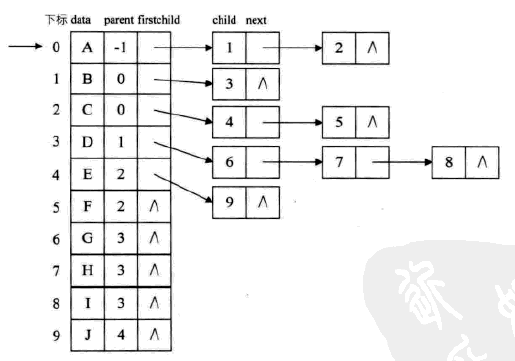 下标 data parent firstchild child next
0 A -1 1 2 ∧
1 B 0 3 ∧
2 C 0 4 5 ∧
3 D 1 6 7 8 ∧
4 E 2 9 ∧
5 F 2 ∧
6 G 3 ∧
7 H 3 ∧
8 I 3 ∧
9 J 4 ∧